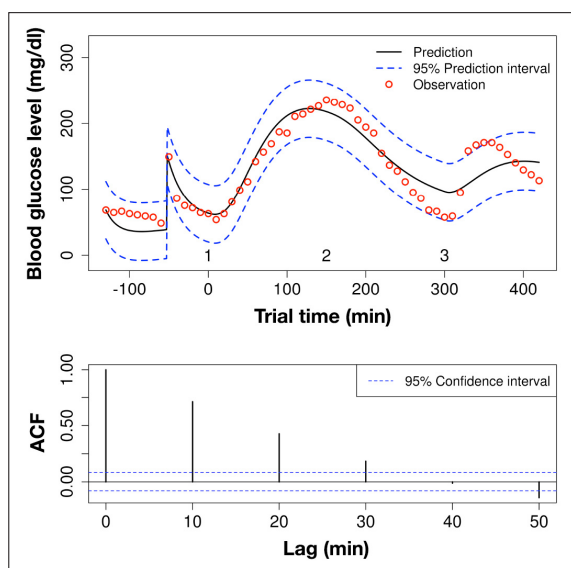 Blood glucose level (mg/dl)
300
200
100
0
Prediction
95% Prediction interval
Observation
1 2 3
-100 0 100 200 300 400
Trial time (min)
ACF
1.00
0.50
0.00
95% Confidence interval
0 10 20 30 40 50
Lag (min)